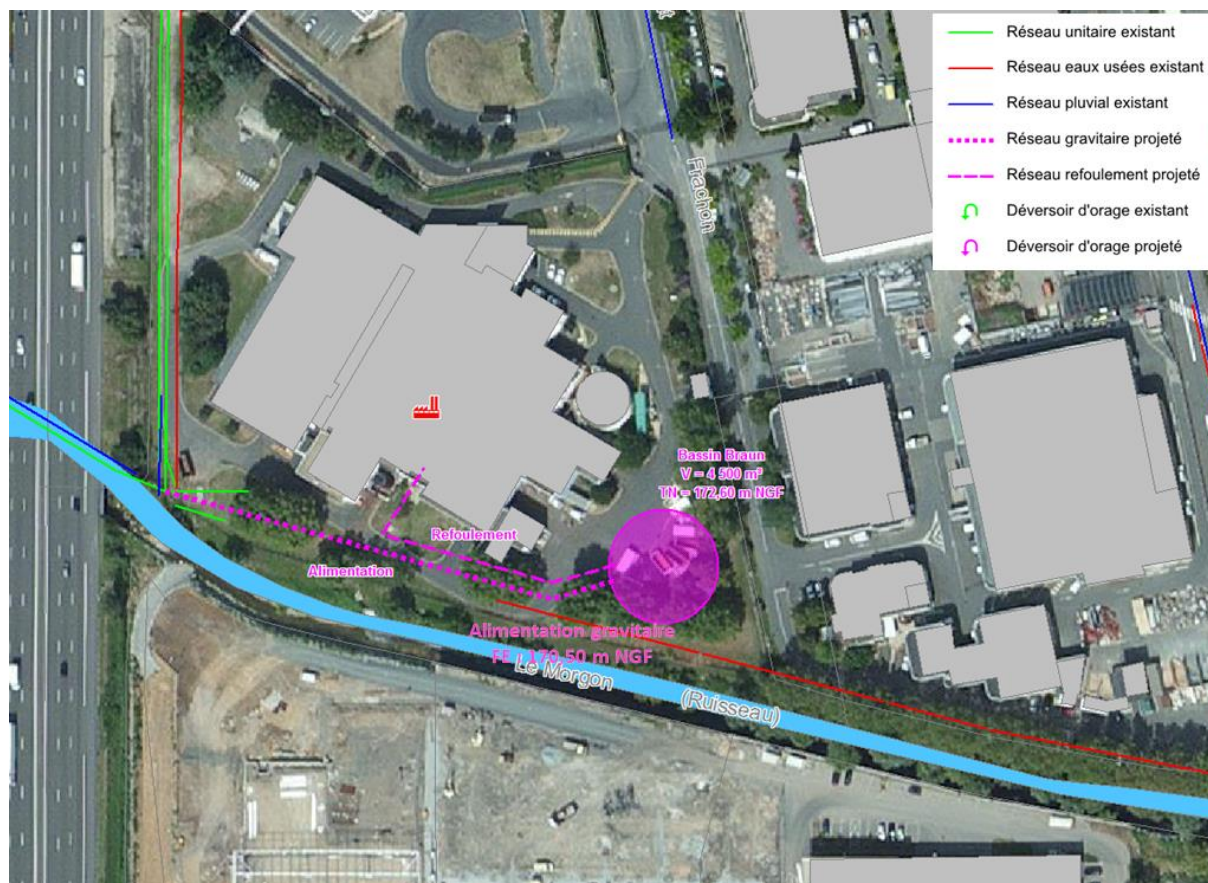 Réseau unitaire existant
Réseau eaux usées existant
Réseau pluvial existant
Réseau gravitaire projeté
Réseau refoulement projeté
Déversoir d'orage existant
Déversoir d'orage projeté
Frachon
Bassin Braun
V = 4 500 m³
TN = 172,60 m NGF
Refoulement
Alimentation
Alimentation gravitaire
FE : 170,50 m NGF
Le Morgon
(Ruisseau)